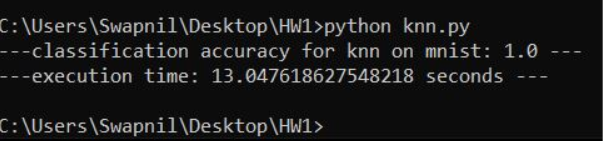 C:\Users\Swapnil\Desktop\HW1>python knn.py
---classification accuracy for knn on mnist: 1.0 ---
---execution time: 13.047618627548218 seconds ---
C:\Users\Swapnil\Desktop\HW1>